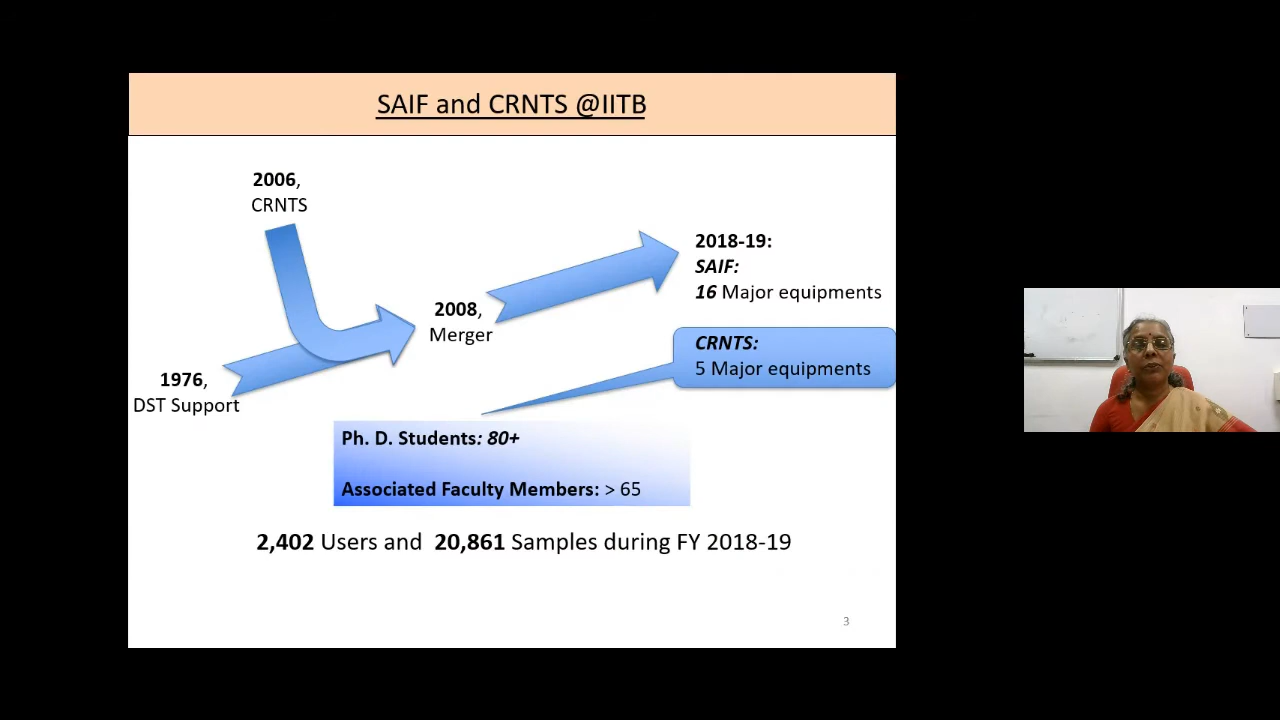 SAIF and CRNTS @IITB
2006,
CRNTS
2018-19:
SAIF:
16 Major equipments
2008,
Merger
CRNTS:
5 Major equipments
1976,
DST Support
Ph. D. Students: 80+
Associated Faculty Members: > 65
2,402 Users and 20,861 Samples during FY 2018-19
3